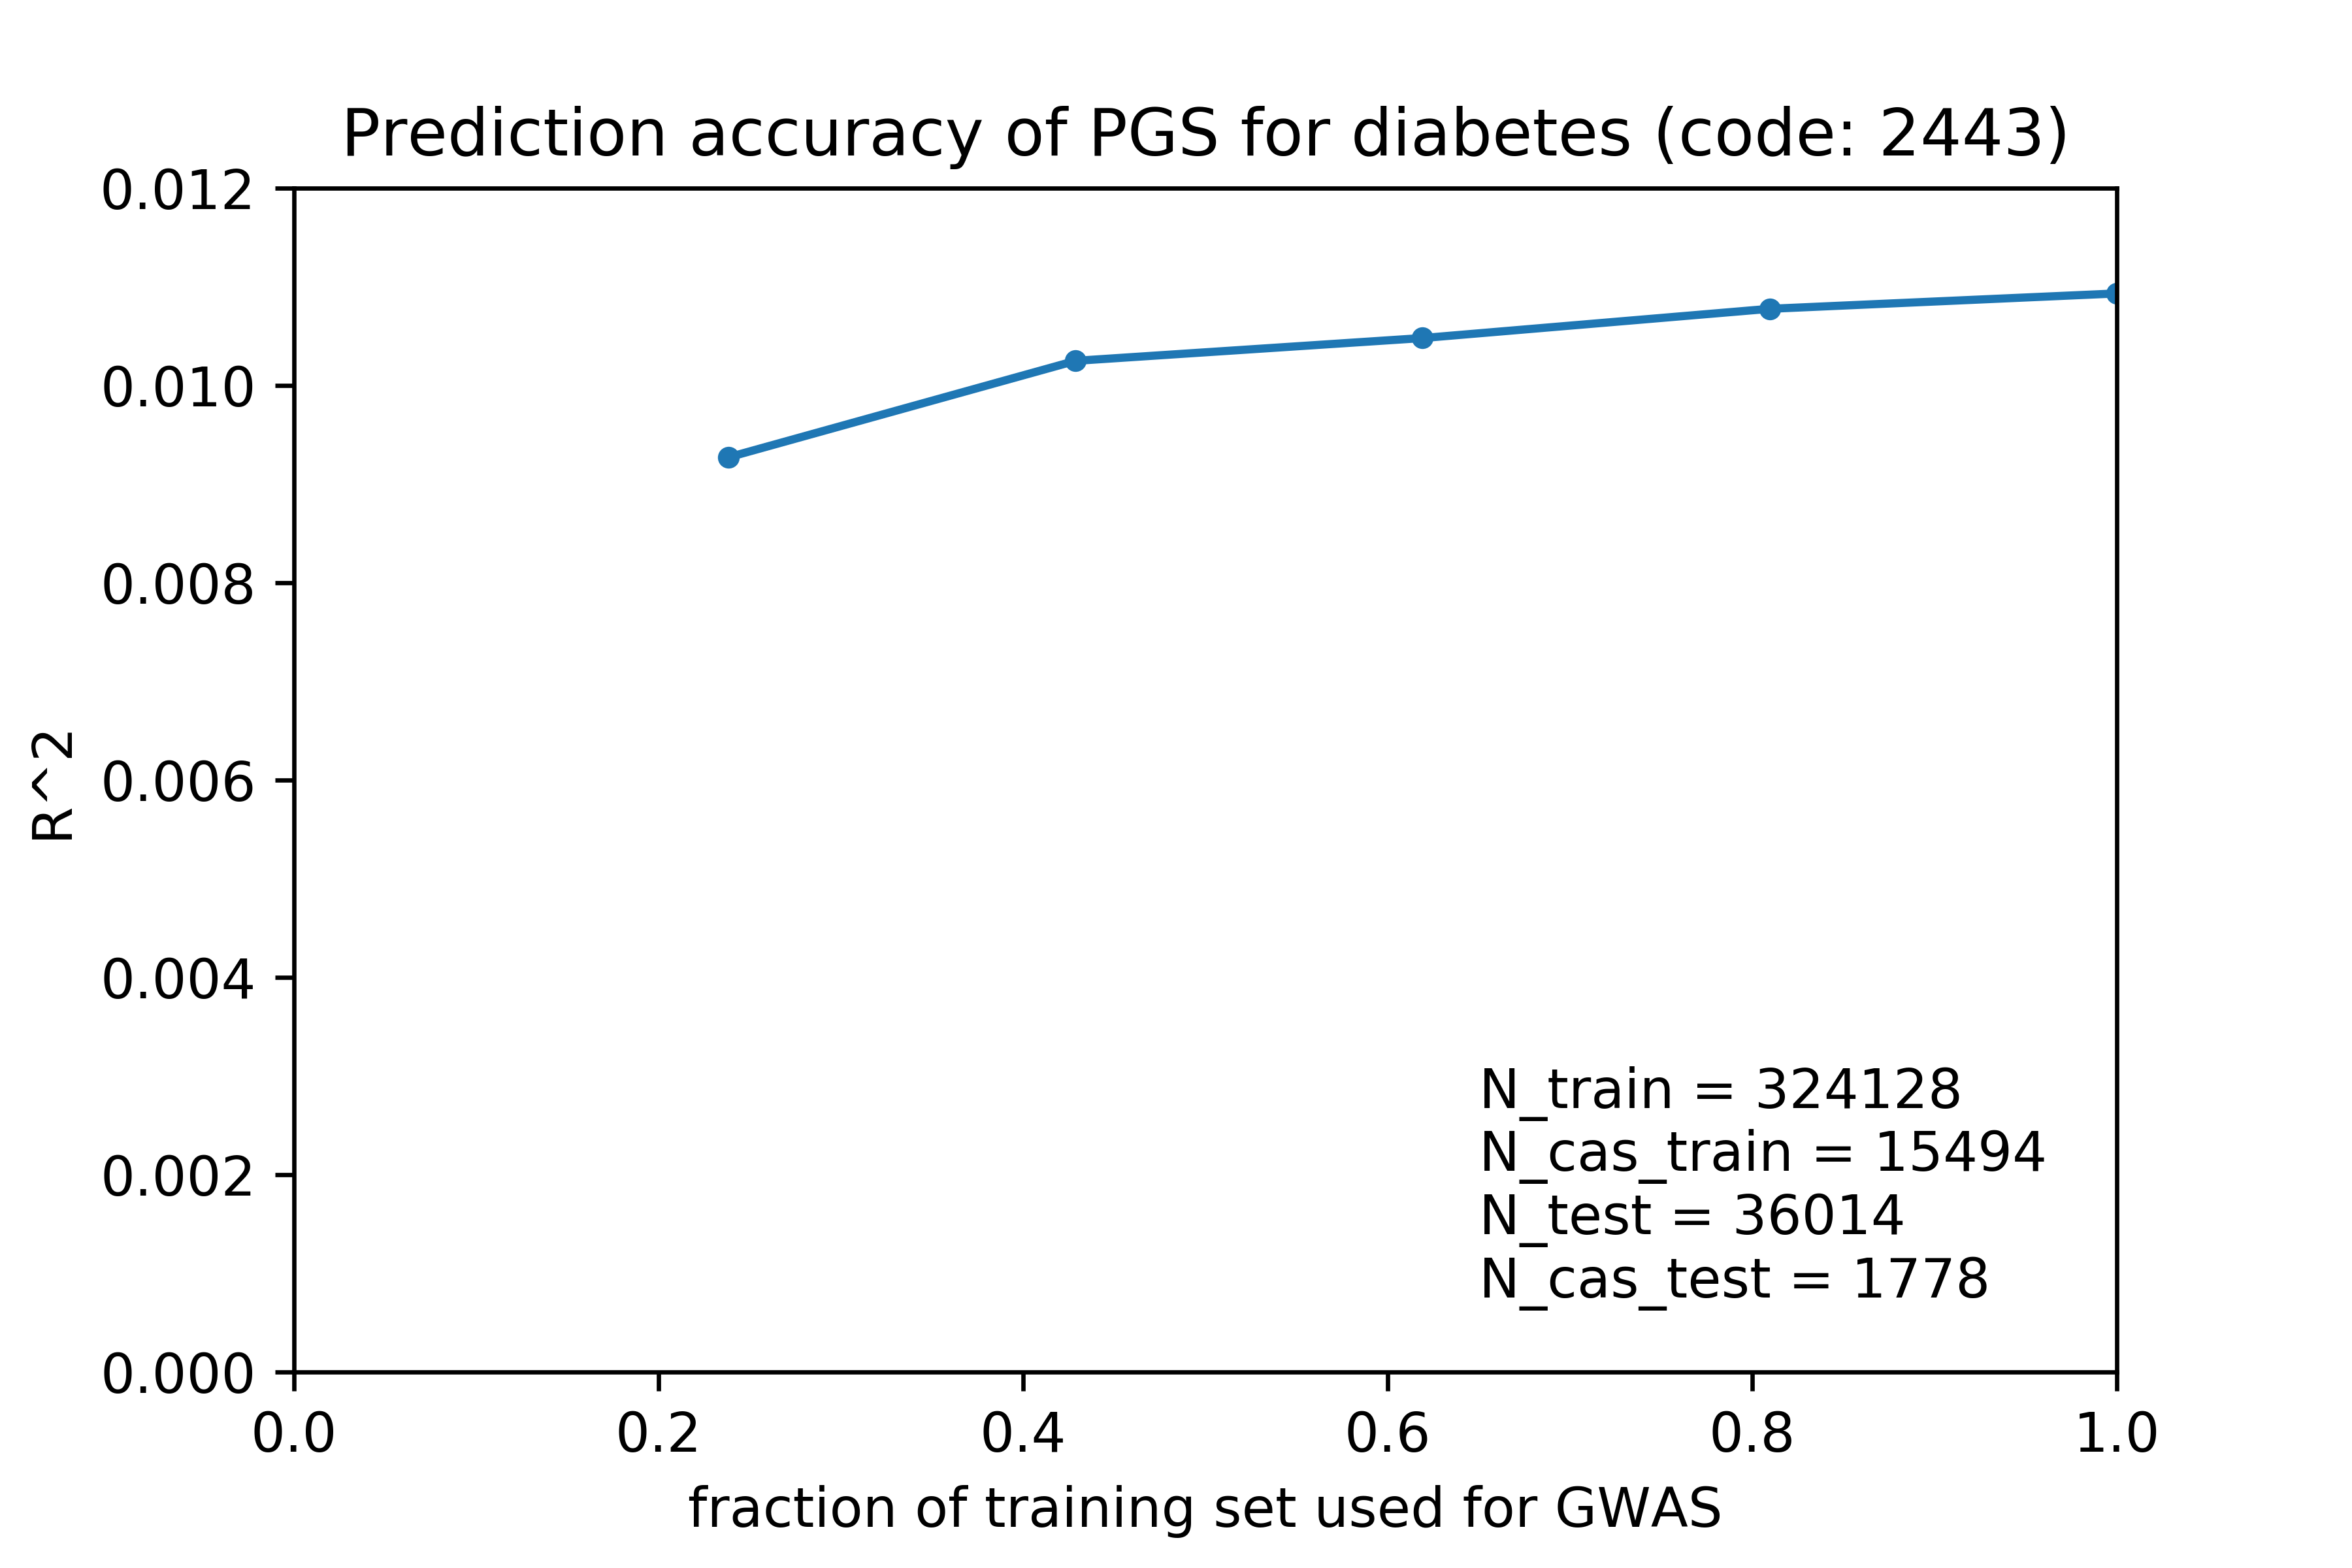 Prediction accuracy of PGS for diabetes (code: 2443)
0.012
0.010
0.008
0.006
0.004
0.002
0.000
R^2
N_train = 324128
N_cas_train = 15494
N_test = 36014
N_cas_test = 1778
0.0 0.2 0.4 0.6 0.8 1.0
fraction of training set used for GWAS